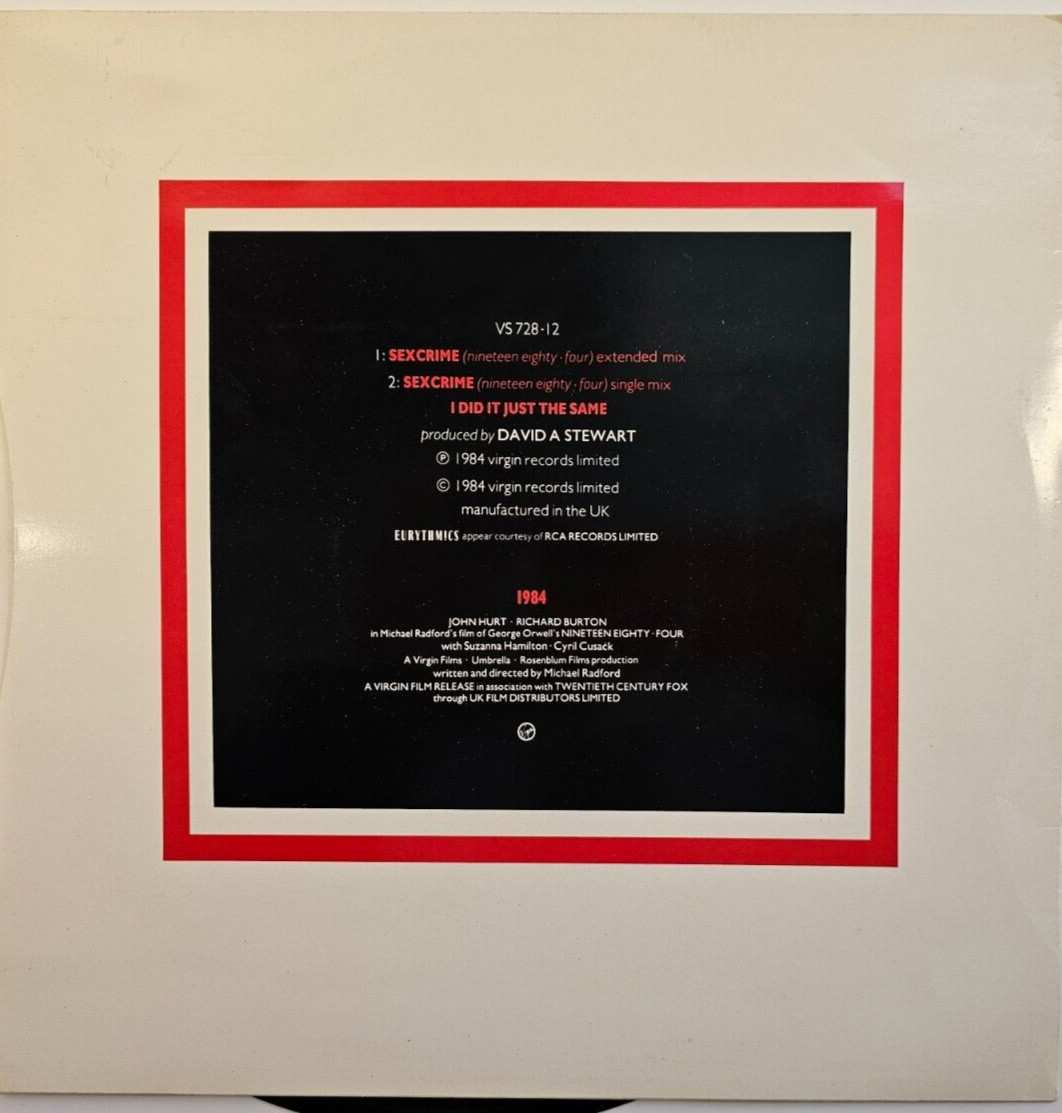 VS 728·12
1: SEXCRIME (nineteen eighty · four) extended mix
2: SEXCRIME (nineteen eighty · four) single mix
I DID IT JUST THE SAME
produced by DAVID A STEWART
℗ 1984 virgin records limited
© 1984 virgin records limited
manufactured in the UK
EURYTHMICS appear courtesy of RCA RECORDS LIMITED
1984
JOHN HURT · RICHARD BURTON
in Michael Radford's film of George Orwell's NINETEEN EIGHTY · FOUR
with Suzanna Hamilton · Cyril Cusack
A Virgin Films · Umbrella · Rosenblum Films production
written and directed by Michael Radford
A VIRGIN FILM RELEASE in association with TWENTIETH CENTURY FOX
through UK FILM DISTRIBUTORS LIMITED
Virgin